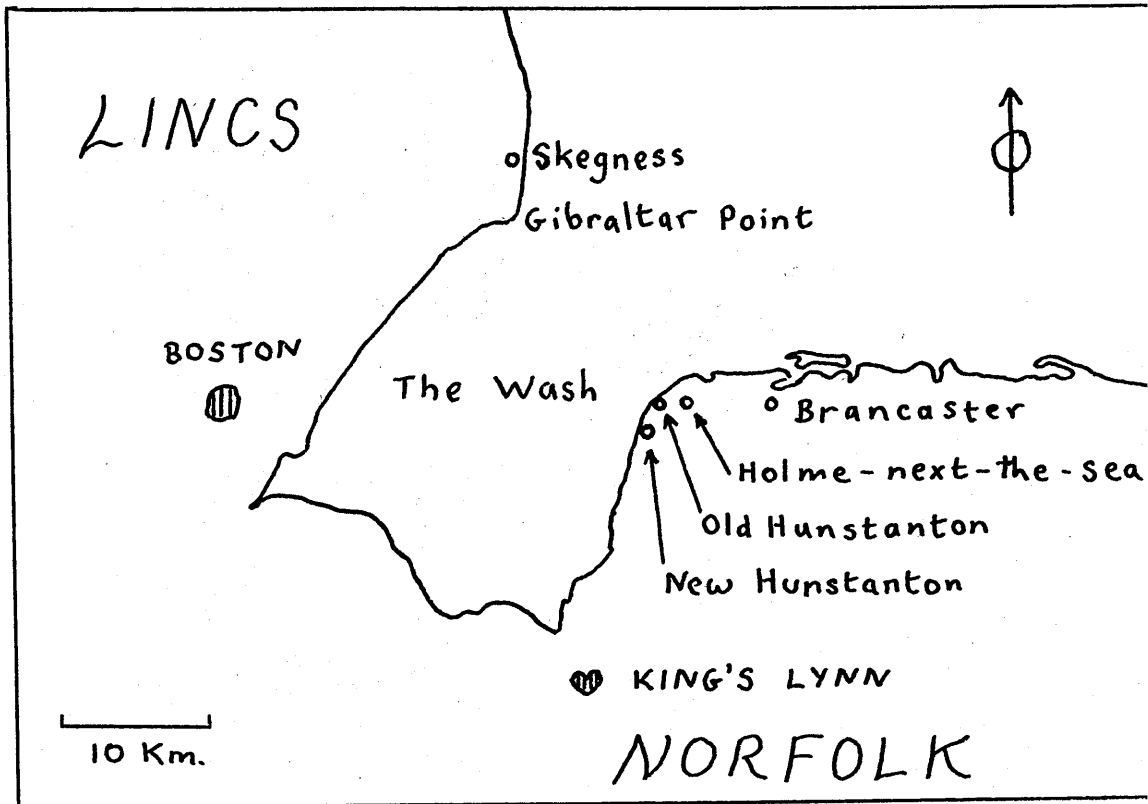 LINCS
Skegness
Gibraltar Point
BOSTON
The Wash
Brancaster
Holme-next-the-sea
Old Hunstanton
New Hunstanton
KING'S LYNN
10 Km.
NORFOLK